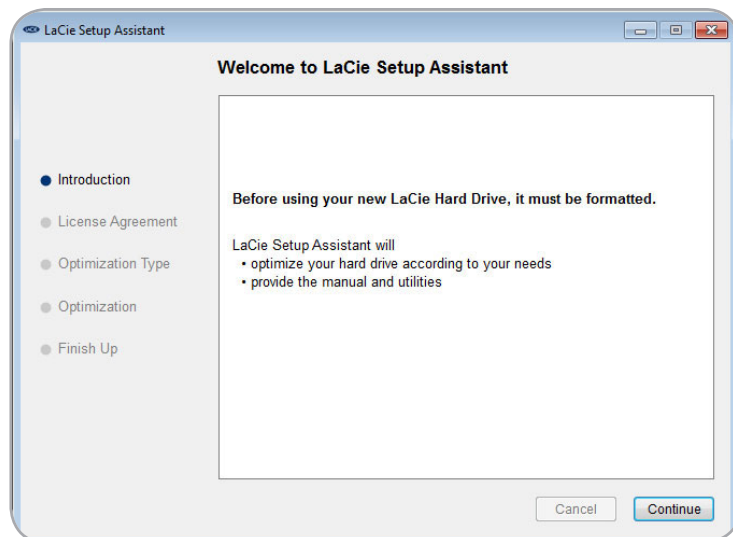 LaCie Setup Assistant
Welcome to LaCie Setup Assistant
Introduction
License Agreement
Optimization Type
Optimization
Finish Up
Before using your new LaCie Hard Drive, it must be formatted.
LaCie Setup Assistant will
• optimize your hard drive according to your needs
• provide the manual and utilities
Cancel
Continue